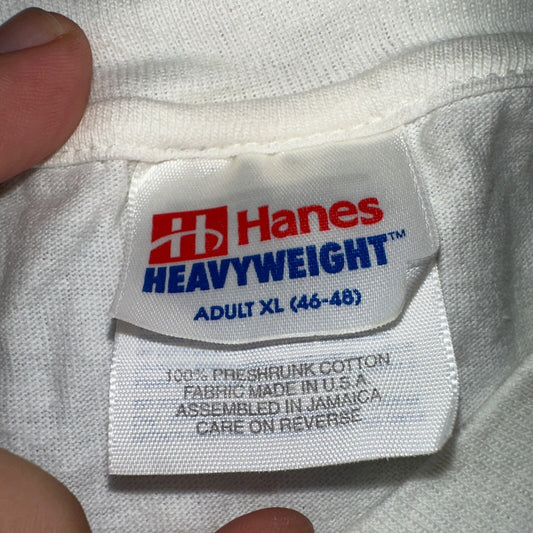 Hanes
HEAVYWEIGHT™
ADULT XL (46-48)
100% PRESHRUNK COTTON
FABRIC MADE IN U.S.A
ASSEMBLED IN JAMAICA
CARE ON REVERSE